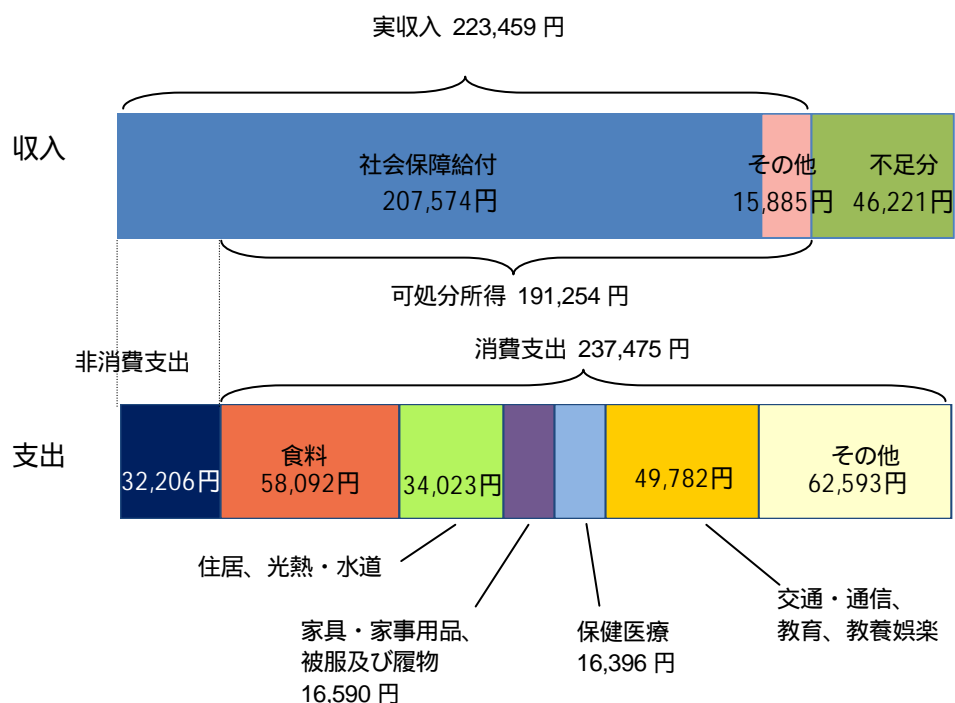 実収入 223,459 円
収入
社会保障給付
207,574円
その他
15,885円
不足分
46,221円
可処分所得 191,254 円
非消費支出
消費支出 237,475 円
支出
32,206円
食料
58,092円
34,023円
49,782円
その他
62,593円
住居、光熱・水道
家具・家事用品、
被服及び履物
16,590 円
保健医療
16,396 円
交通・通信、
教育、教養娯楽